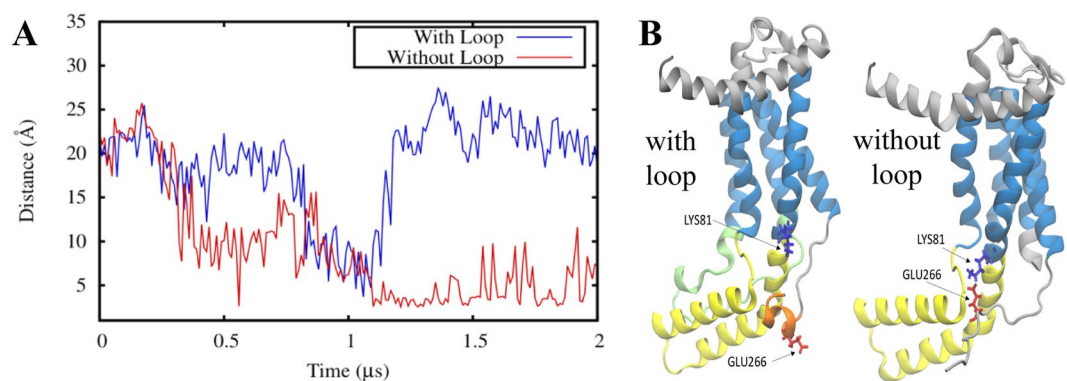 A
With Loop
Without Loop
35
30
25
20
15
10
5
0
0.5
1
1.5
2
Distance (Å)
Time (µs)
B
with
loop
LYS81
GLU266
without
loop
LYS81
GLU266